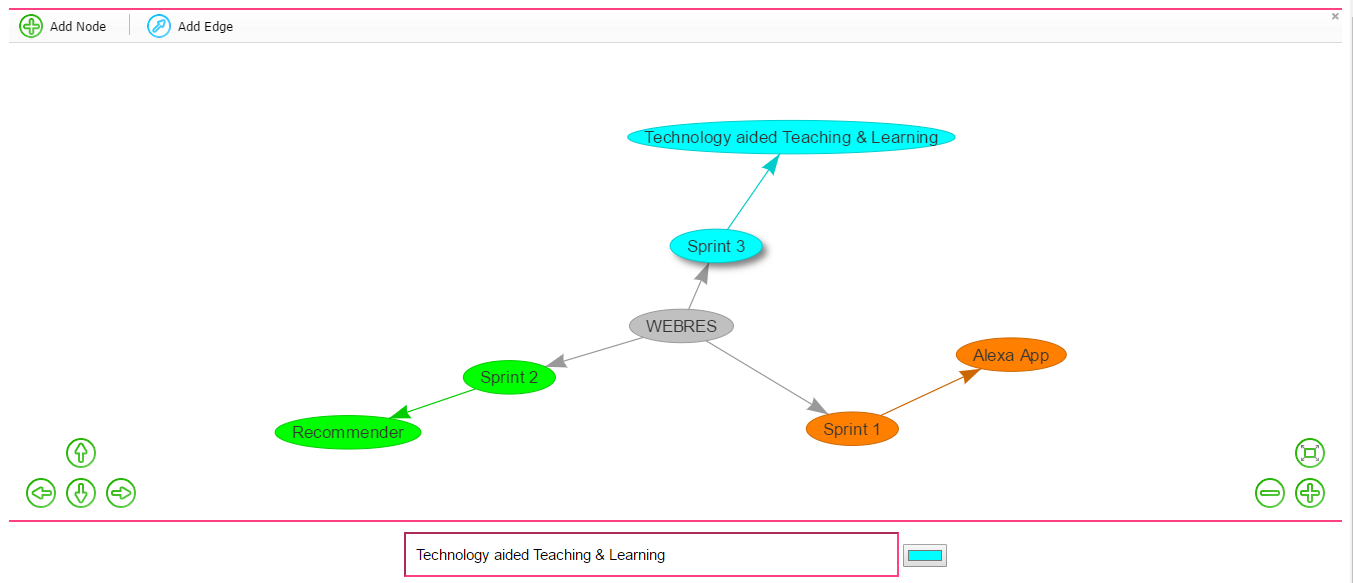 Add Node
Add Edge
×
Technology aided Teaching & Learning
Sprint 3
WEBRES
Alexa App
Sprint 2
Sprint 1
Recommender
Technology aided Teaching & Learning